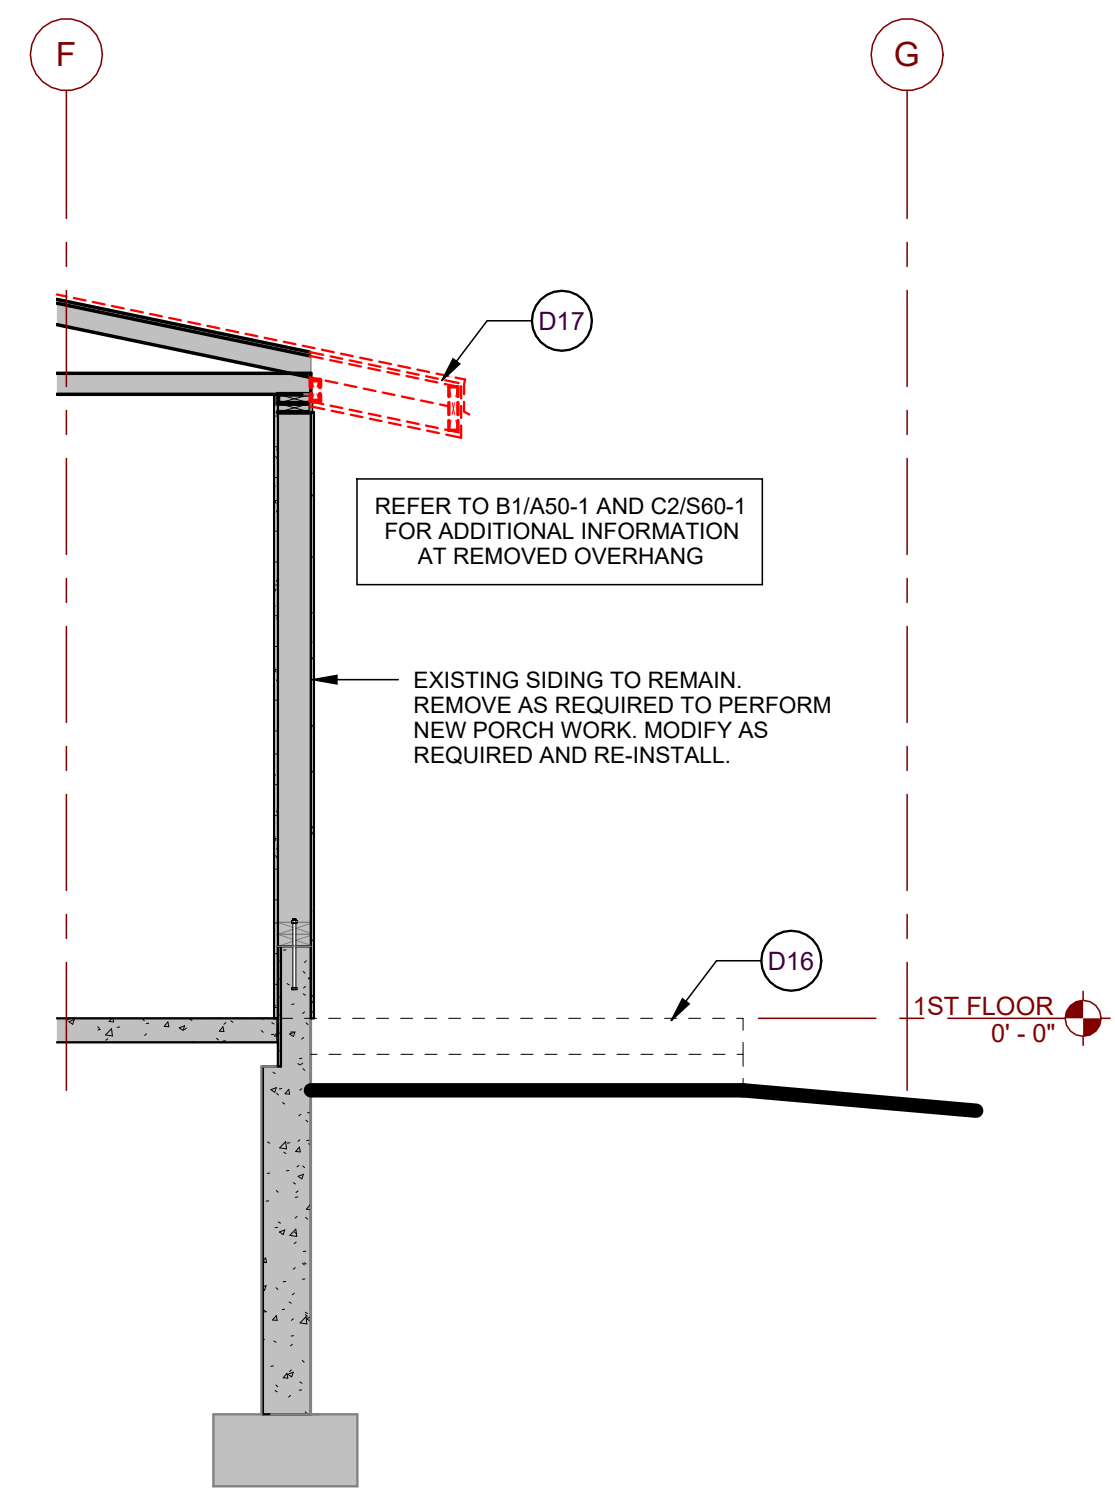 F
G
D17
REFER TO B1/A50-1 AND C2/S60-1
FOR ADDITIONAL INFORMATION
AT REMOVED OVERHANG
EXISTING SIDING TO REMAIN.
REMOVE AS REQUIRED TO PERFORM
NEW PORCH WORK. MODIFY AS
REQUIRED AND RE-INSTALL.
D16
1ST FLOOR
0' - 0"